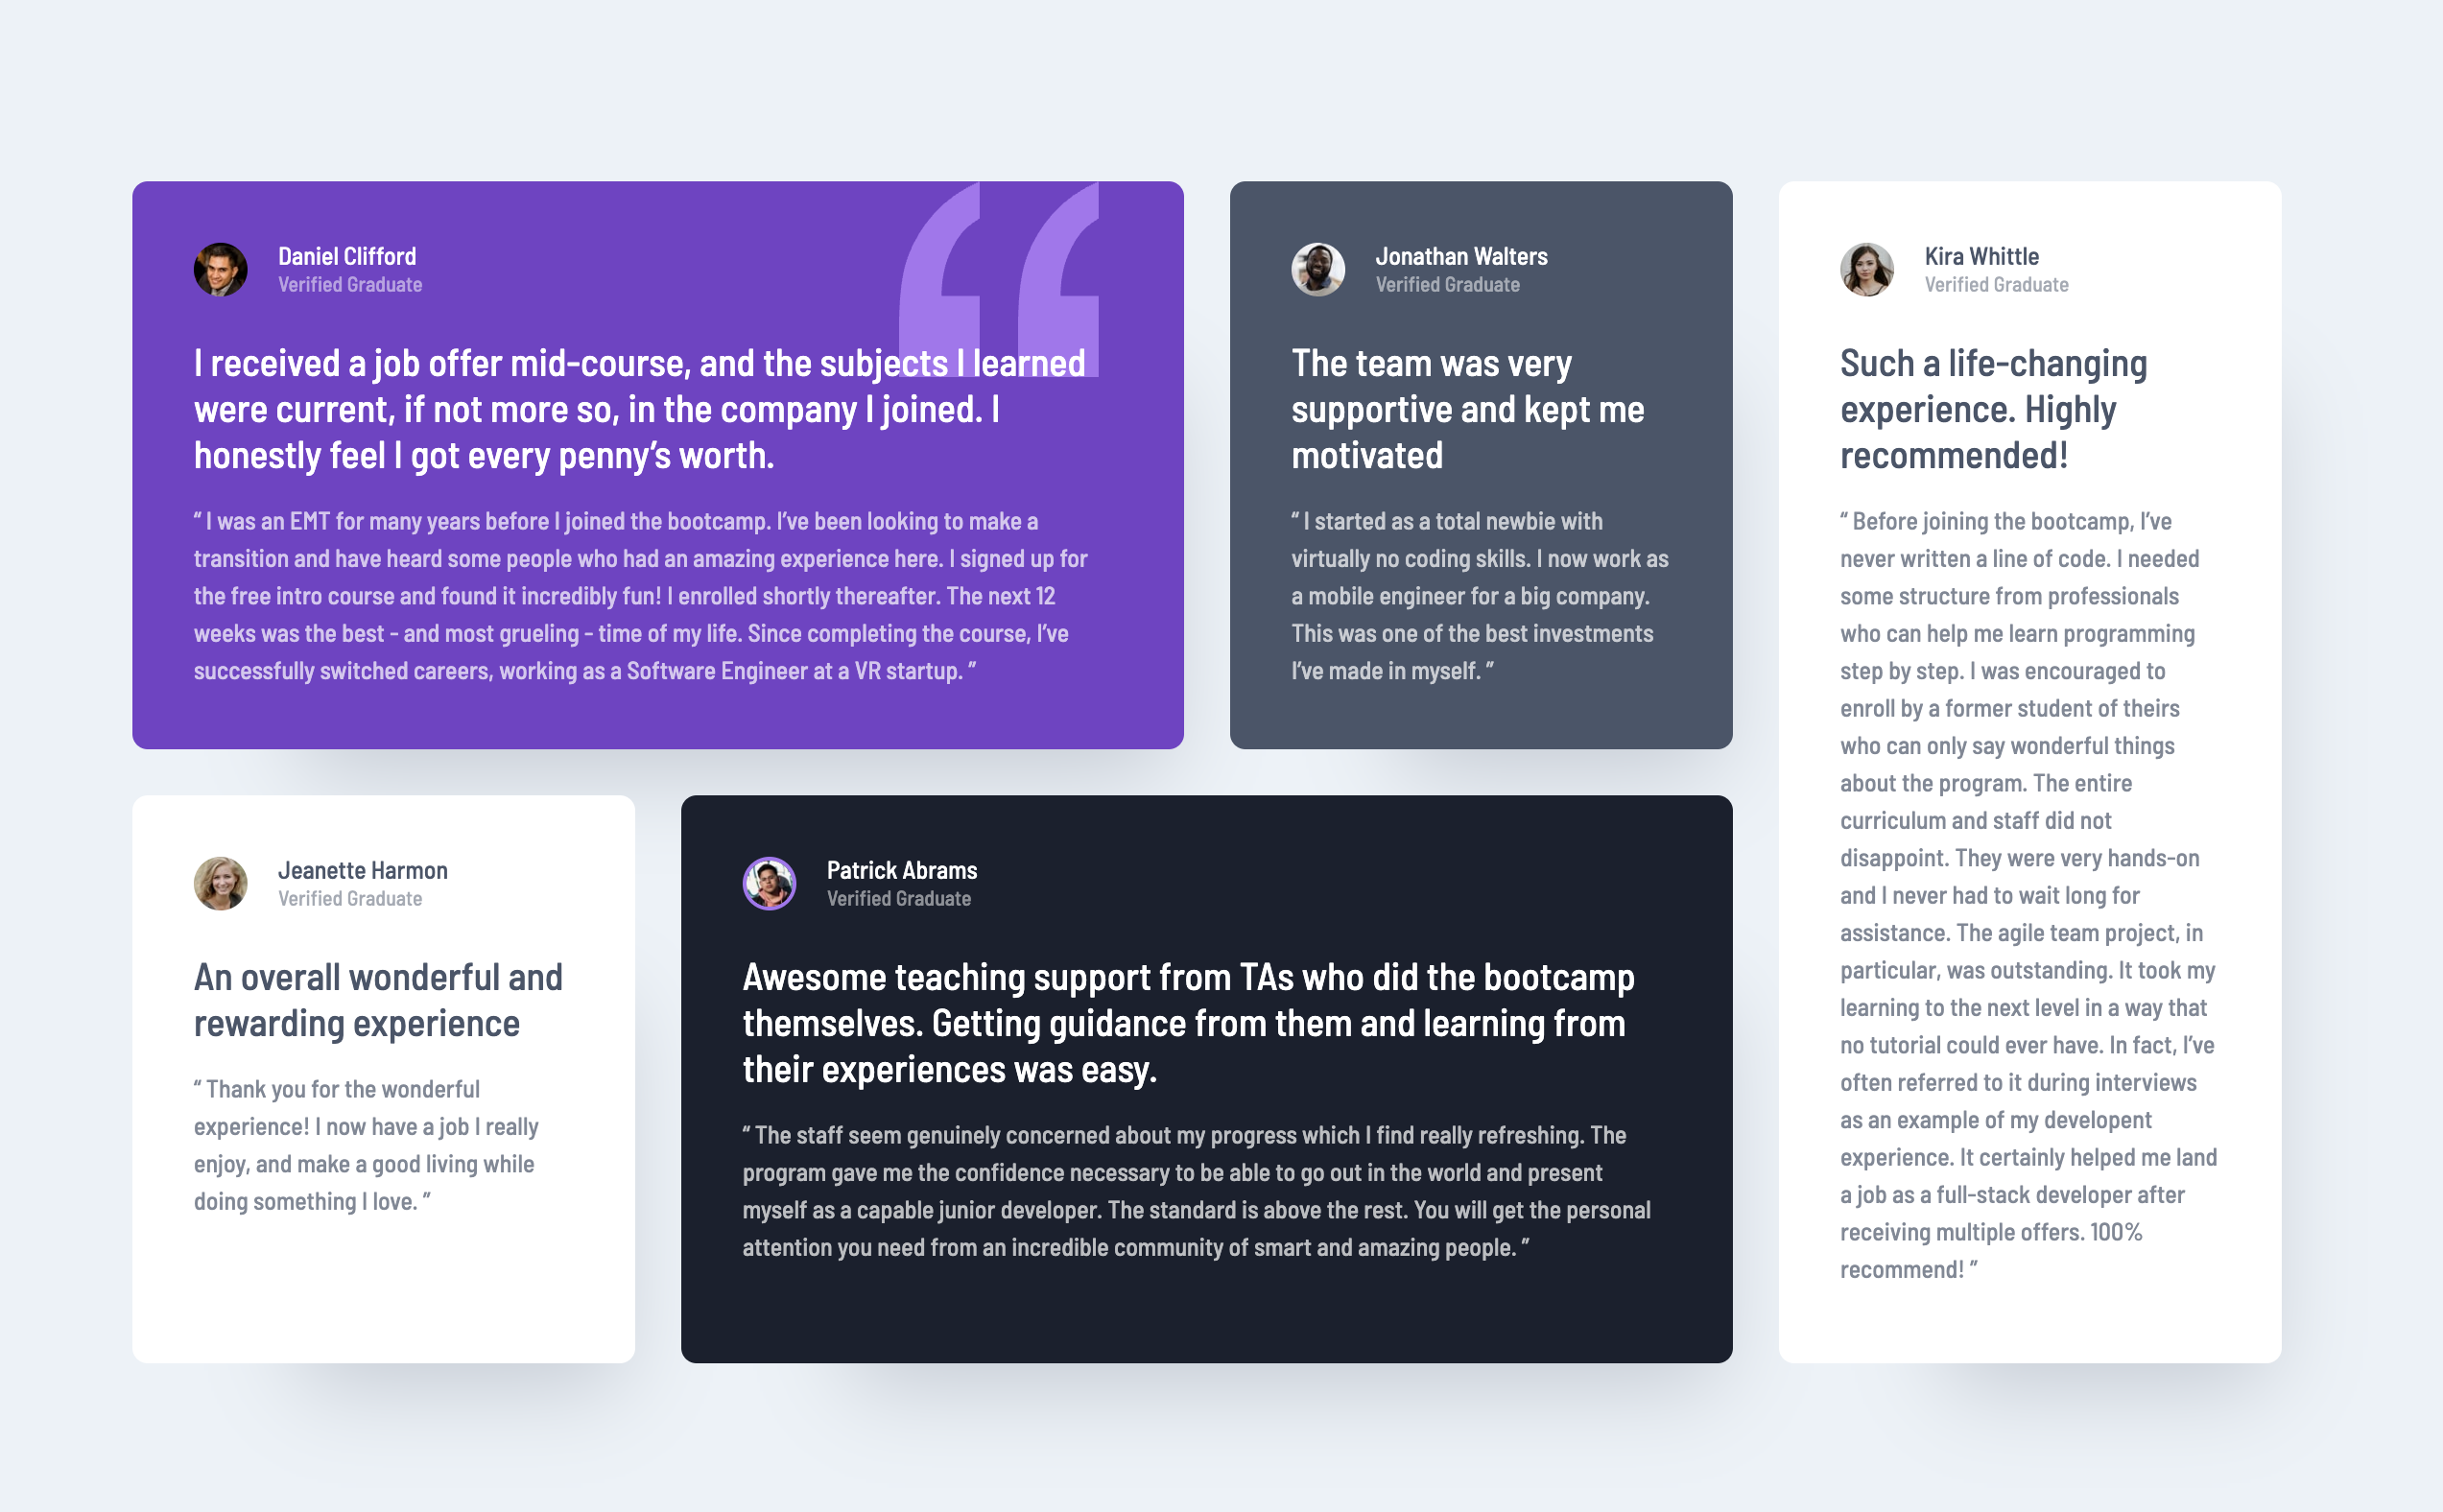 Daniel Clifford
Verified Graduate
I received a job offer mid-course, and the subjects I learned
were current, if not more so, in the company I joined. I
honestly feel I got every penny’s worth.
“ I was an EMT for many years before I joined the bootcamp. I’ve been looking to make a
transition and have heard some people who had an amazing experience here. I signed up for
the free intro course and found it incredibly fun! I enrolled shortly thereafter. The next 12
weeks was the best - and most grueling - time of my life. Since completing the course, I’ve
successfully switched careers, working as a Software Engineer at a VR startup. ”
Jonathan Walters
Verified Graduate
The team was very
supportive and kept me
motivated
“ I started as a total newbie with
virtually no coding skills. I now work as
a mobile engineer for a big company.
This was one of the best investments
I’ve made in myself. ”
Kira Whittle
Verified Graduate
Such a life-changing
experience. Highly
recommended!
“ Before joining the bootcamp, I’ve
never written a line of code. I needed
some structure from professionals
who can help me learn programming
step by step. I was encouraged to
enroll by a former student of theirs
who can only say wonderful things
about the program. The entire
curriculum and staff did not
disappoint. They were very hands-on
and I never had to wait long for
assistance. The agile team project, in
particular, was outstanding. It took my
learning to the next level in a way that
no tutorial could ever have. In fact, I’ve
often referred to it during interviews
as an example of my developent
experience. It certainly helped me land
a job as a full-stack developer after
receiving multiple offers. 100%
recommend! ”
Jeanette Harmon
Verified Graduate
An overall wonderful and
rewarding experience
“ Thank you for the wonderful
experience! I now have a job I really
enjoy, and make a good living while
doing something I love. ”
Patrick Abrams
Verified Graduate
Awesome teaching support from TAs who did the bootcamp
themselves. Getting guidance from them and learning from
their experiences was easy.
“ The staff seem genuinely concerned about my progress which I find really refreshing. The
program gave me the confidence necessary to be able to go out in the world and present
myself as a capable junior developer. The standard is above the rest. You will get the personal
attention you need from an incredible community of smart and amazing people. ”